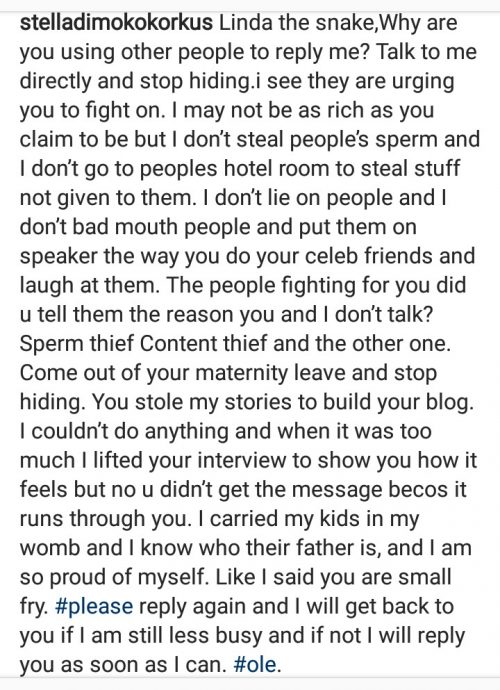 stelladimokokorkus Linda the snake,Why are
you using other people to reply me? Talk to me
directly and stop hiding.i see they are urging
you to fight on. I may not be as rich as you
claim to be but I don't steal people's sperm and
I don't go to peoples hotel room to steal stuff
not given to them. I don't lie on people and I
don't bad mouth people and put them on
speaker the way you do your celeb friends and
laugh at them. The people fighting for you did
u tell them the reason you and I don't talk?
Sperm thief Content thief and the other one.
Come out of your maternity leave and stop
hiding. You stole my stories to build your blog.
I couldn't do anything and when it was too
much I lifted your interview to show you how it
feels but no u didn't get the message becos it
runs through you. I carried my kids in my
womb and I know who their father is, and I am
so proud of myself. Like I said you are small
fry. #please reply again and I will get back to
you if I am still less busy and if not I will reply
you as soon as I can. #ole.